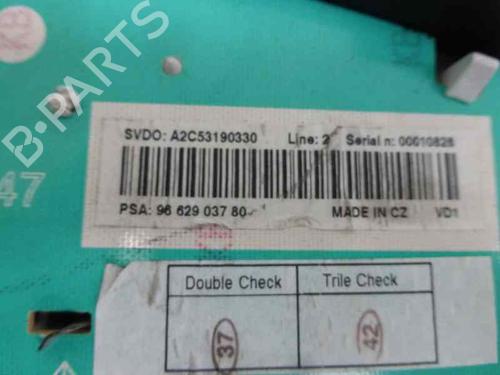 B-PARTS
47
SVDO: A2C53190330 Line: 2 Serial n: 00010826
PSA: 96 629 037 80 MADE IN CZ VD1
Double Check Trile Check
37 42